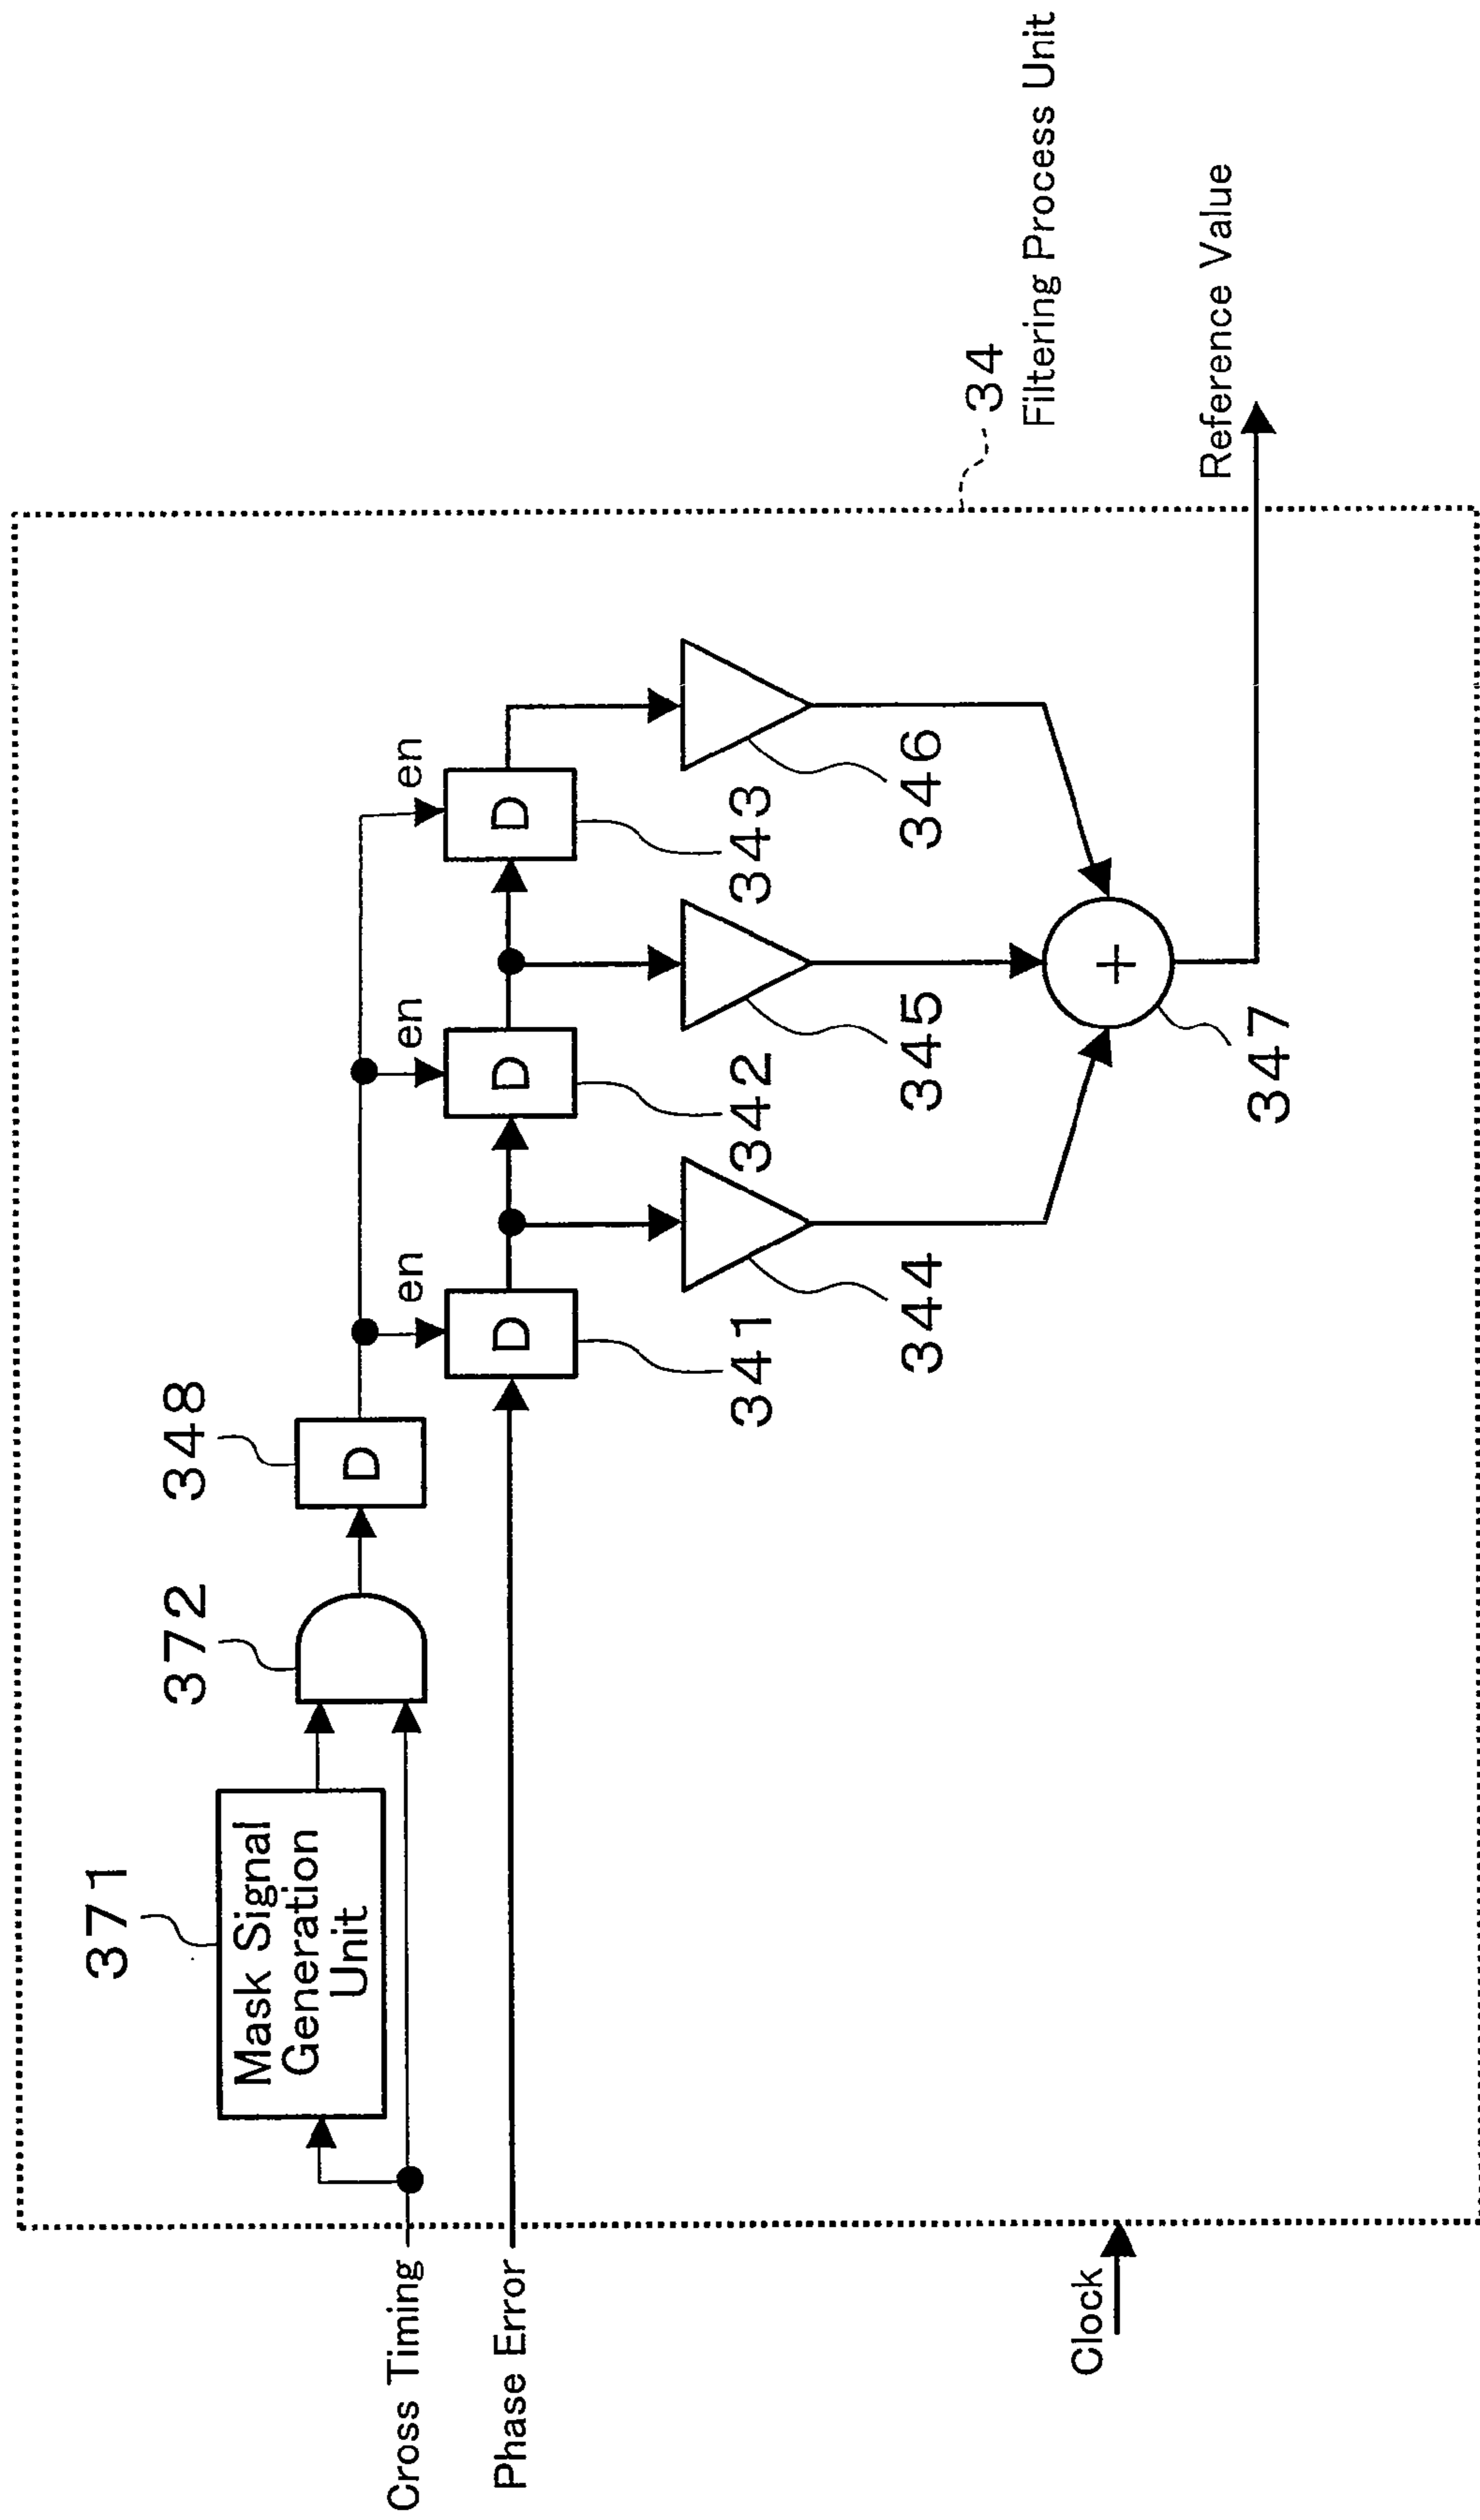 371
372
348
Mask Signal
Generation
Unit
D
en
en
en
Cross Timing
Phase Error
D
D
D
341
342
343
344
345
346
+
347
34
Filtering Process Unit
Reference Value
Clock